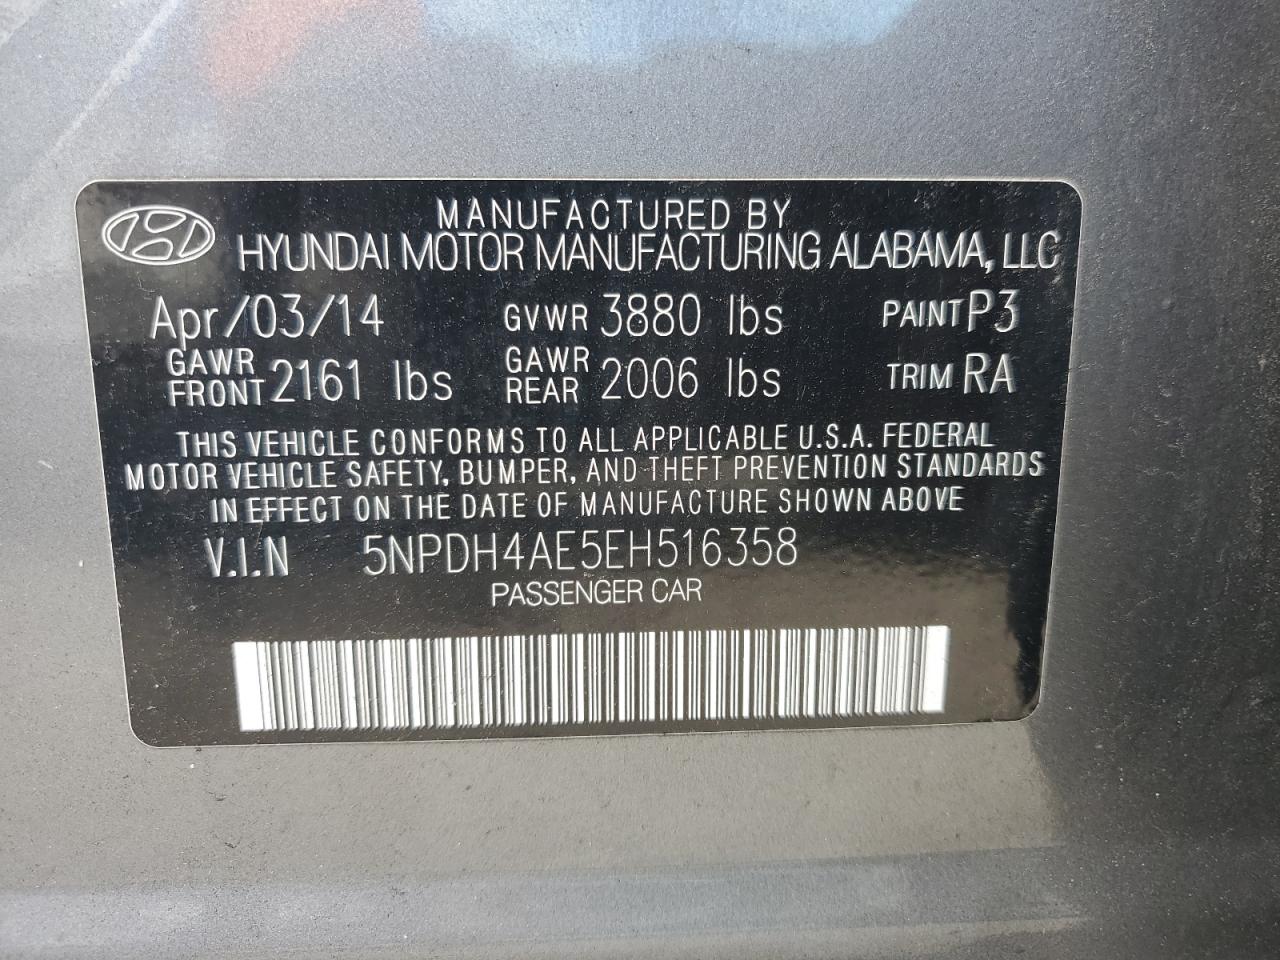 MANUFACTURED BY
HYUNDAI MOTOR MANUFACTURING ALABAMA, LLC
Apr/03/14 GVWR 3880 lbs PAINT P3
GAWR FRONT 2161 lbs GAWR REAR 2006 lbs TRIM RA
THIS VEHICLE CONFORMS TO ALL APPLICABLE U.S.A. FEDERAL
MOTOR VEHICLE SAFETY, BUMPER, AND THEFT PREVENTION STANDARDS
IN EFFECT ON THE DATE OF MANUFACTURE SHOWN ABOVE
V.I.N 5NPDH4AE5EH516358
PASSENGER CAR